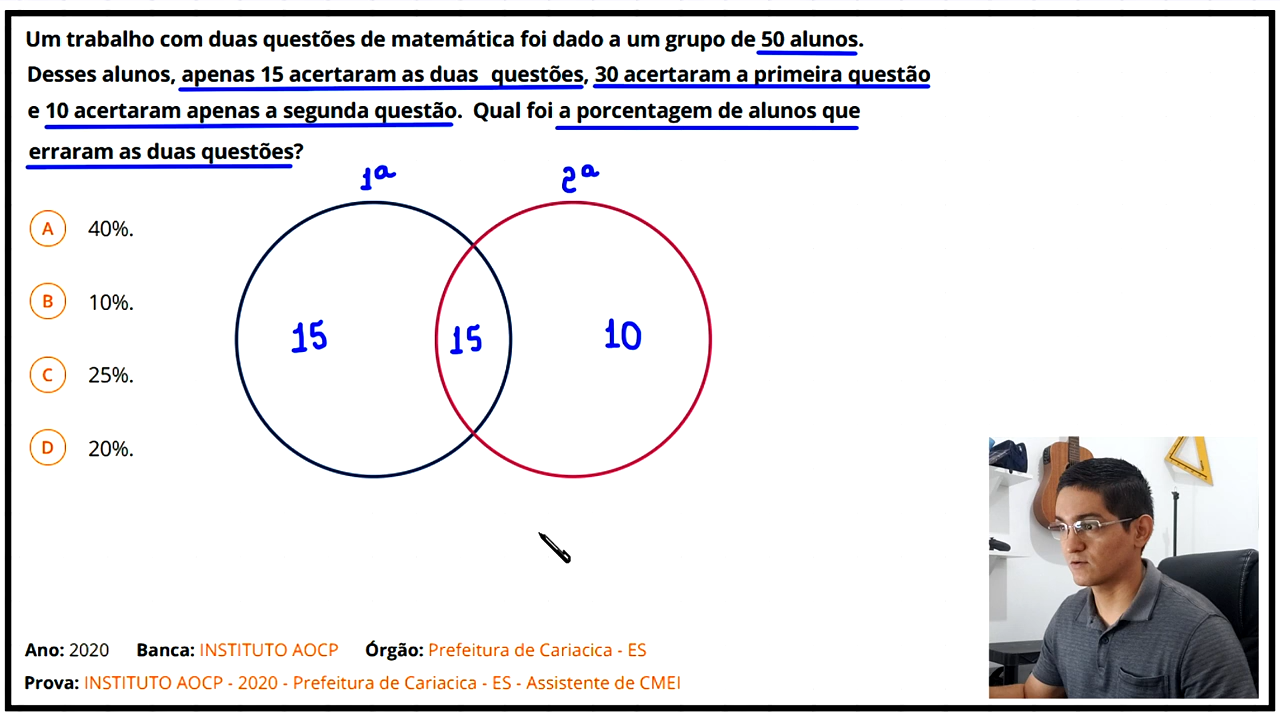 Um trabalho com duas questões de matemática foi dado a um grupo de 50 alunos.
Desses alunos, apenas 15 acertaram as duas questões, 30 acertaram a primeira questão
e 10 acertaram apenas a segunda questão. Qual foi a porcentagem de alunos que
erraram as duas questões?
1ª 2ª
A 40%.
B 10%.
15 15 10
C 25%.
D 20%.
Ano: 2020 Banca: INSTITUTO AOCP Órgão: Prefeitura de Cariacica - ES
Prova: INSTITUTO AOCP - 2020 - Prefeitura de Cariacica - ES - Assistente de CMEI